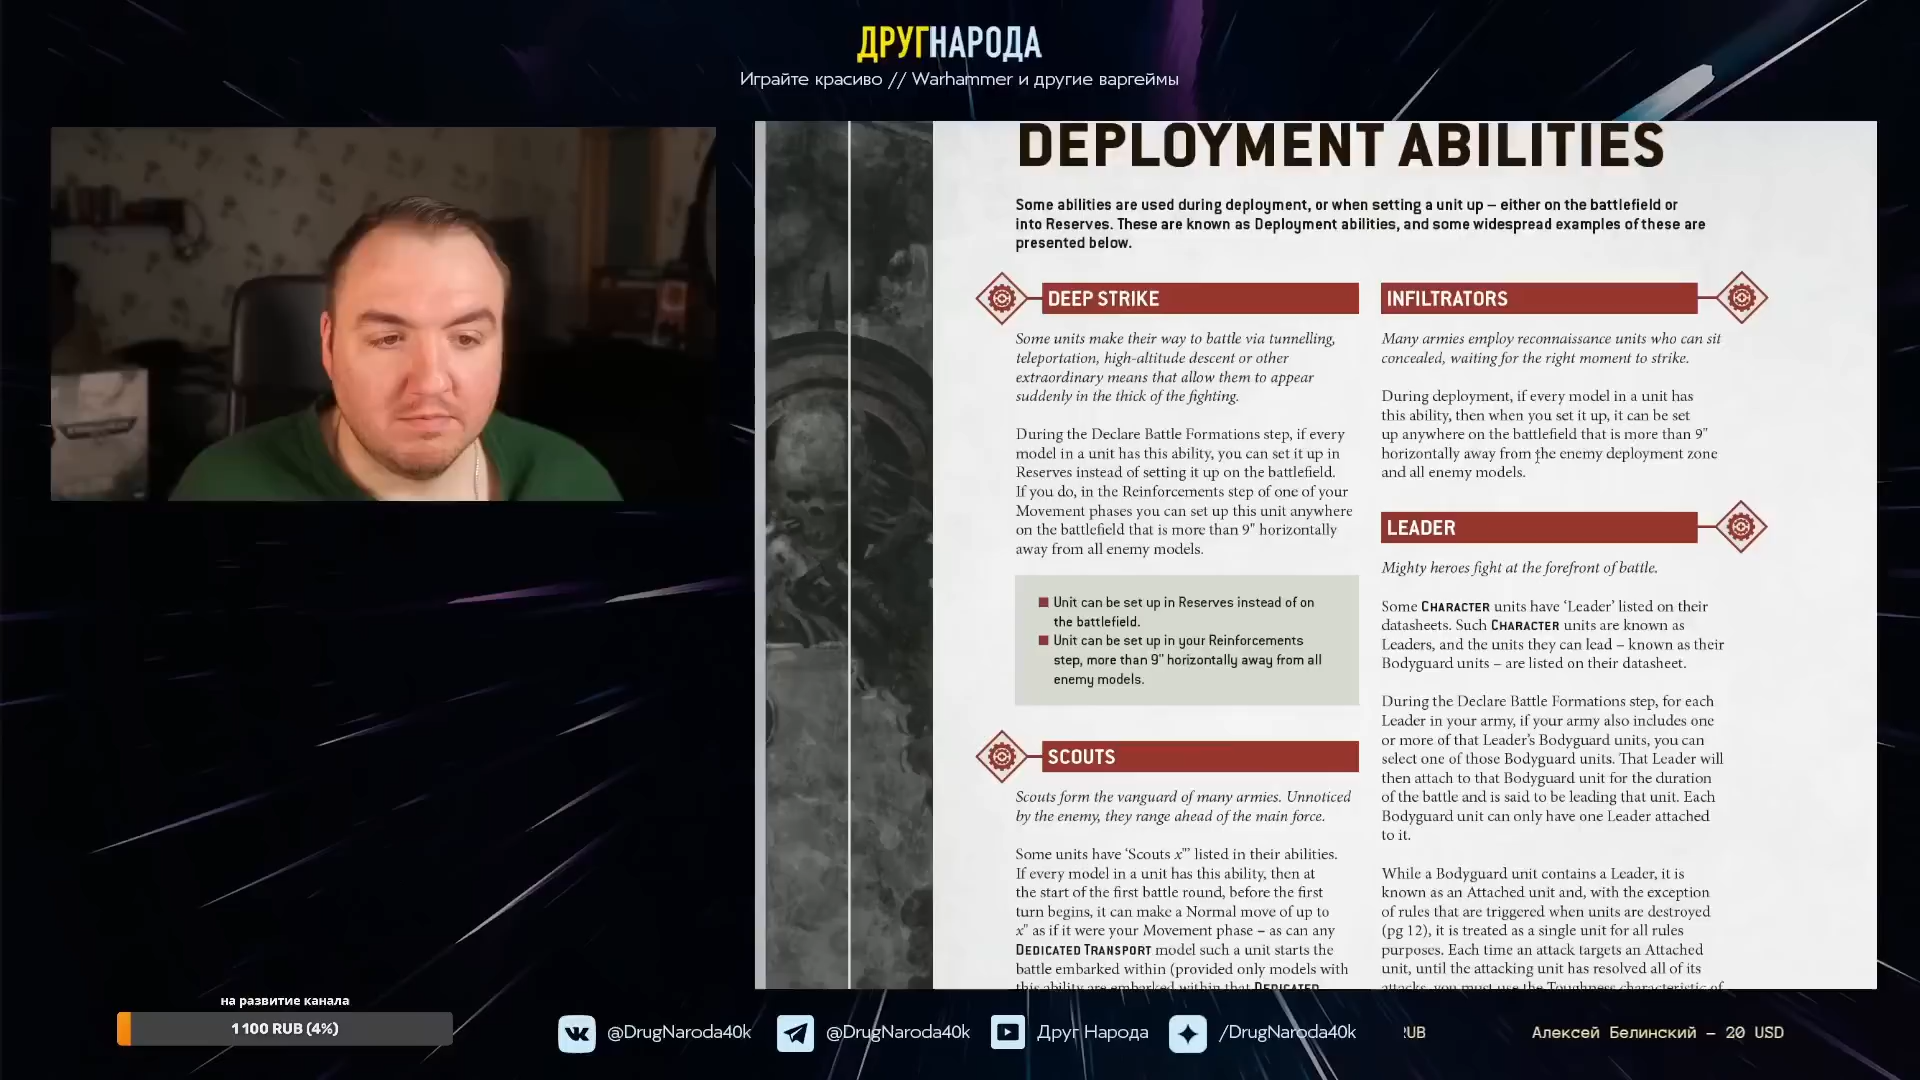 ДРУГНАРОДА
Играйте красиво // Warhammer и другие варгеймы
DEPLOYMENT ABILITIES
Some abilities are used during deployment, or when setting a unit up – either on the battlefield or
into Reserves. These are known as Deployment abilities, and some widespread examples of these are
presented below.
DEEP STRIKE
Some units make their way to battle via tunnelling,
teleportation, high-altitude descent or other
extraordinary means that allow them to appear
suddenly in the thick of the fighting.
During the Declare Battle Formations step, if every
model in a unit has this ability, you can set it up in
Reserves instead of setting it up on the battlefield.
If you do, in the Reinforcements step of one of your
Movement phases you can set up this unit anywhere
on the battlefield that is more than 9" horizontally
away from all enemy models.
Unit can be set up in Reserves instead of on
the battlefield.
Unit can be set up in your Reinforcements
step, more than 9" horizontally away from all
enemy models.
SCOUTS
Scouts form the vanguard of many armies. Unnoticed
by the enemy, they range ahead of the main force.
Some units have ‘Scouts x"’ listed in their abilities.
If every model in a unit has this ability, then at
the start of the first battle round, before the first
turn begins, it can make a Normal move of up to
x" as if it were your Movement phase – as can any
DEDICATED TRANSPORT model such a unit starts the
battle embarked within (provided only models with
this ability are embarked within that DEDICATED
INFILTRATORS
Many armies employ reconnaissance units who can sit
concealed, waiting for the right moment to strike.
During deployment, if every model in a unit has
this ability, then when you set it up, it can be set
up anywhere on the battlefield that is more than 9"
horizontally away from the enemy deployment zone
and all enemy models.
LEADER
Mighty heroes fight at the forefront of battle.
Some CHARACTER units have ‘Leader’ listed on their
datasheets. Such CHARACTER units are known as
Leaders, and the units they can lead – known as their
Bodyguard units – are listed on their datasheet.
During the Declare Battle Formations step, for each
Leader in your army, if your army also includes one
or more of that Leader’s Bodyguard units, you can
select one of those Bodyguard units. That Leader will
then attach to that Bodyguard unit for the duration
of the battle and is said to be leading that unit. Each
Bodyguard unit can only have one Leader attached
to it.
While a Bodyguard unit contains a Leader, it is
known as an Attached unit and, with the exception
of rules that are triggered when units are destroyed
(pg 12), it is treated as a single unit for all rules
purposes. Each time an attack targets an Attached
unit, until the attacking unit has resolved all of its
attacks, you must use the Toughness characteristic of
на развитие канала
1 100 RUB (4%)
@DrugNaroda40k
@DrugNaroda40k
Друг Народа
/DrugNaroda40k
RUB
Алексей Белинский – 20 USD